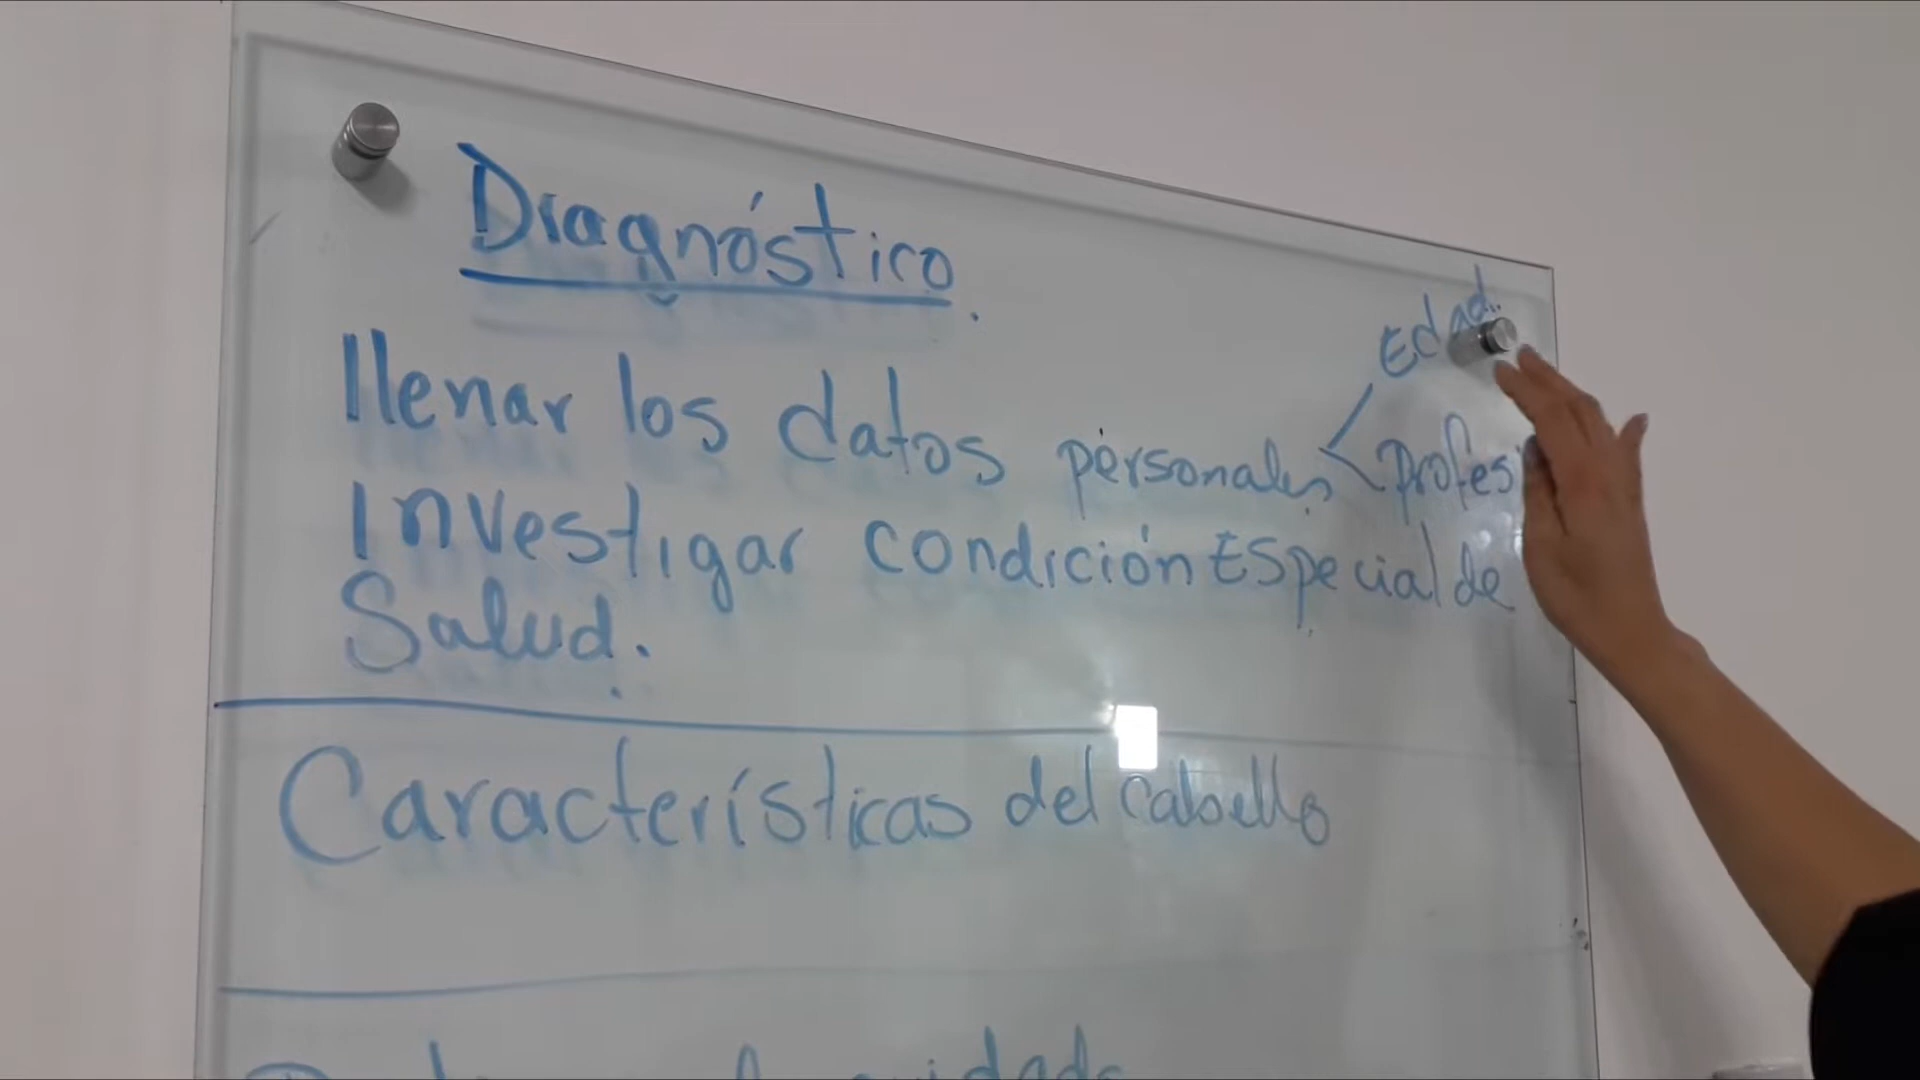 Diagnóstico.
llenar los datos personales < Edad.
Profes
Investigar condición Especial de
Salud.
Características del cabello